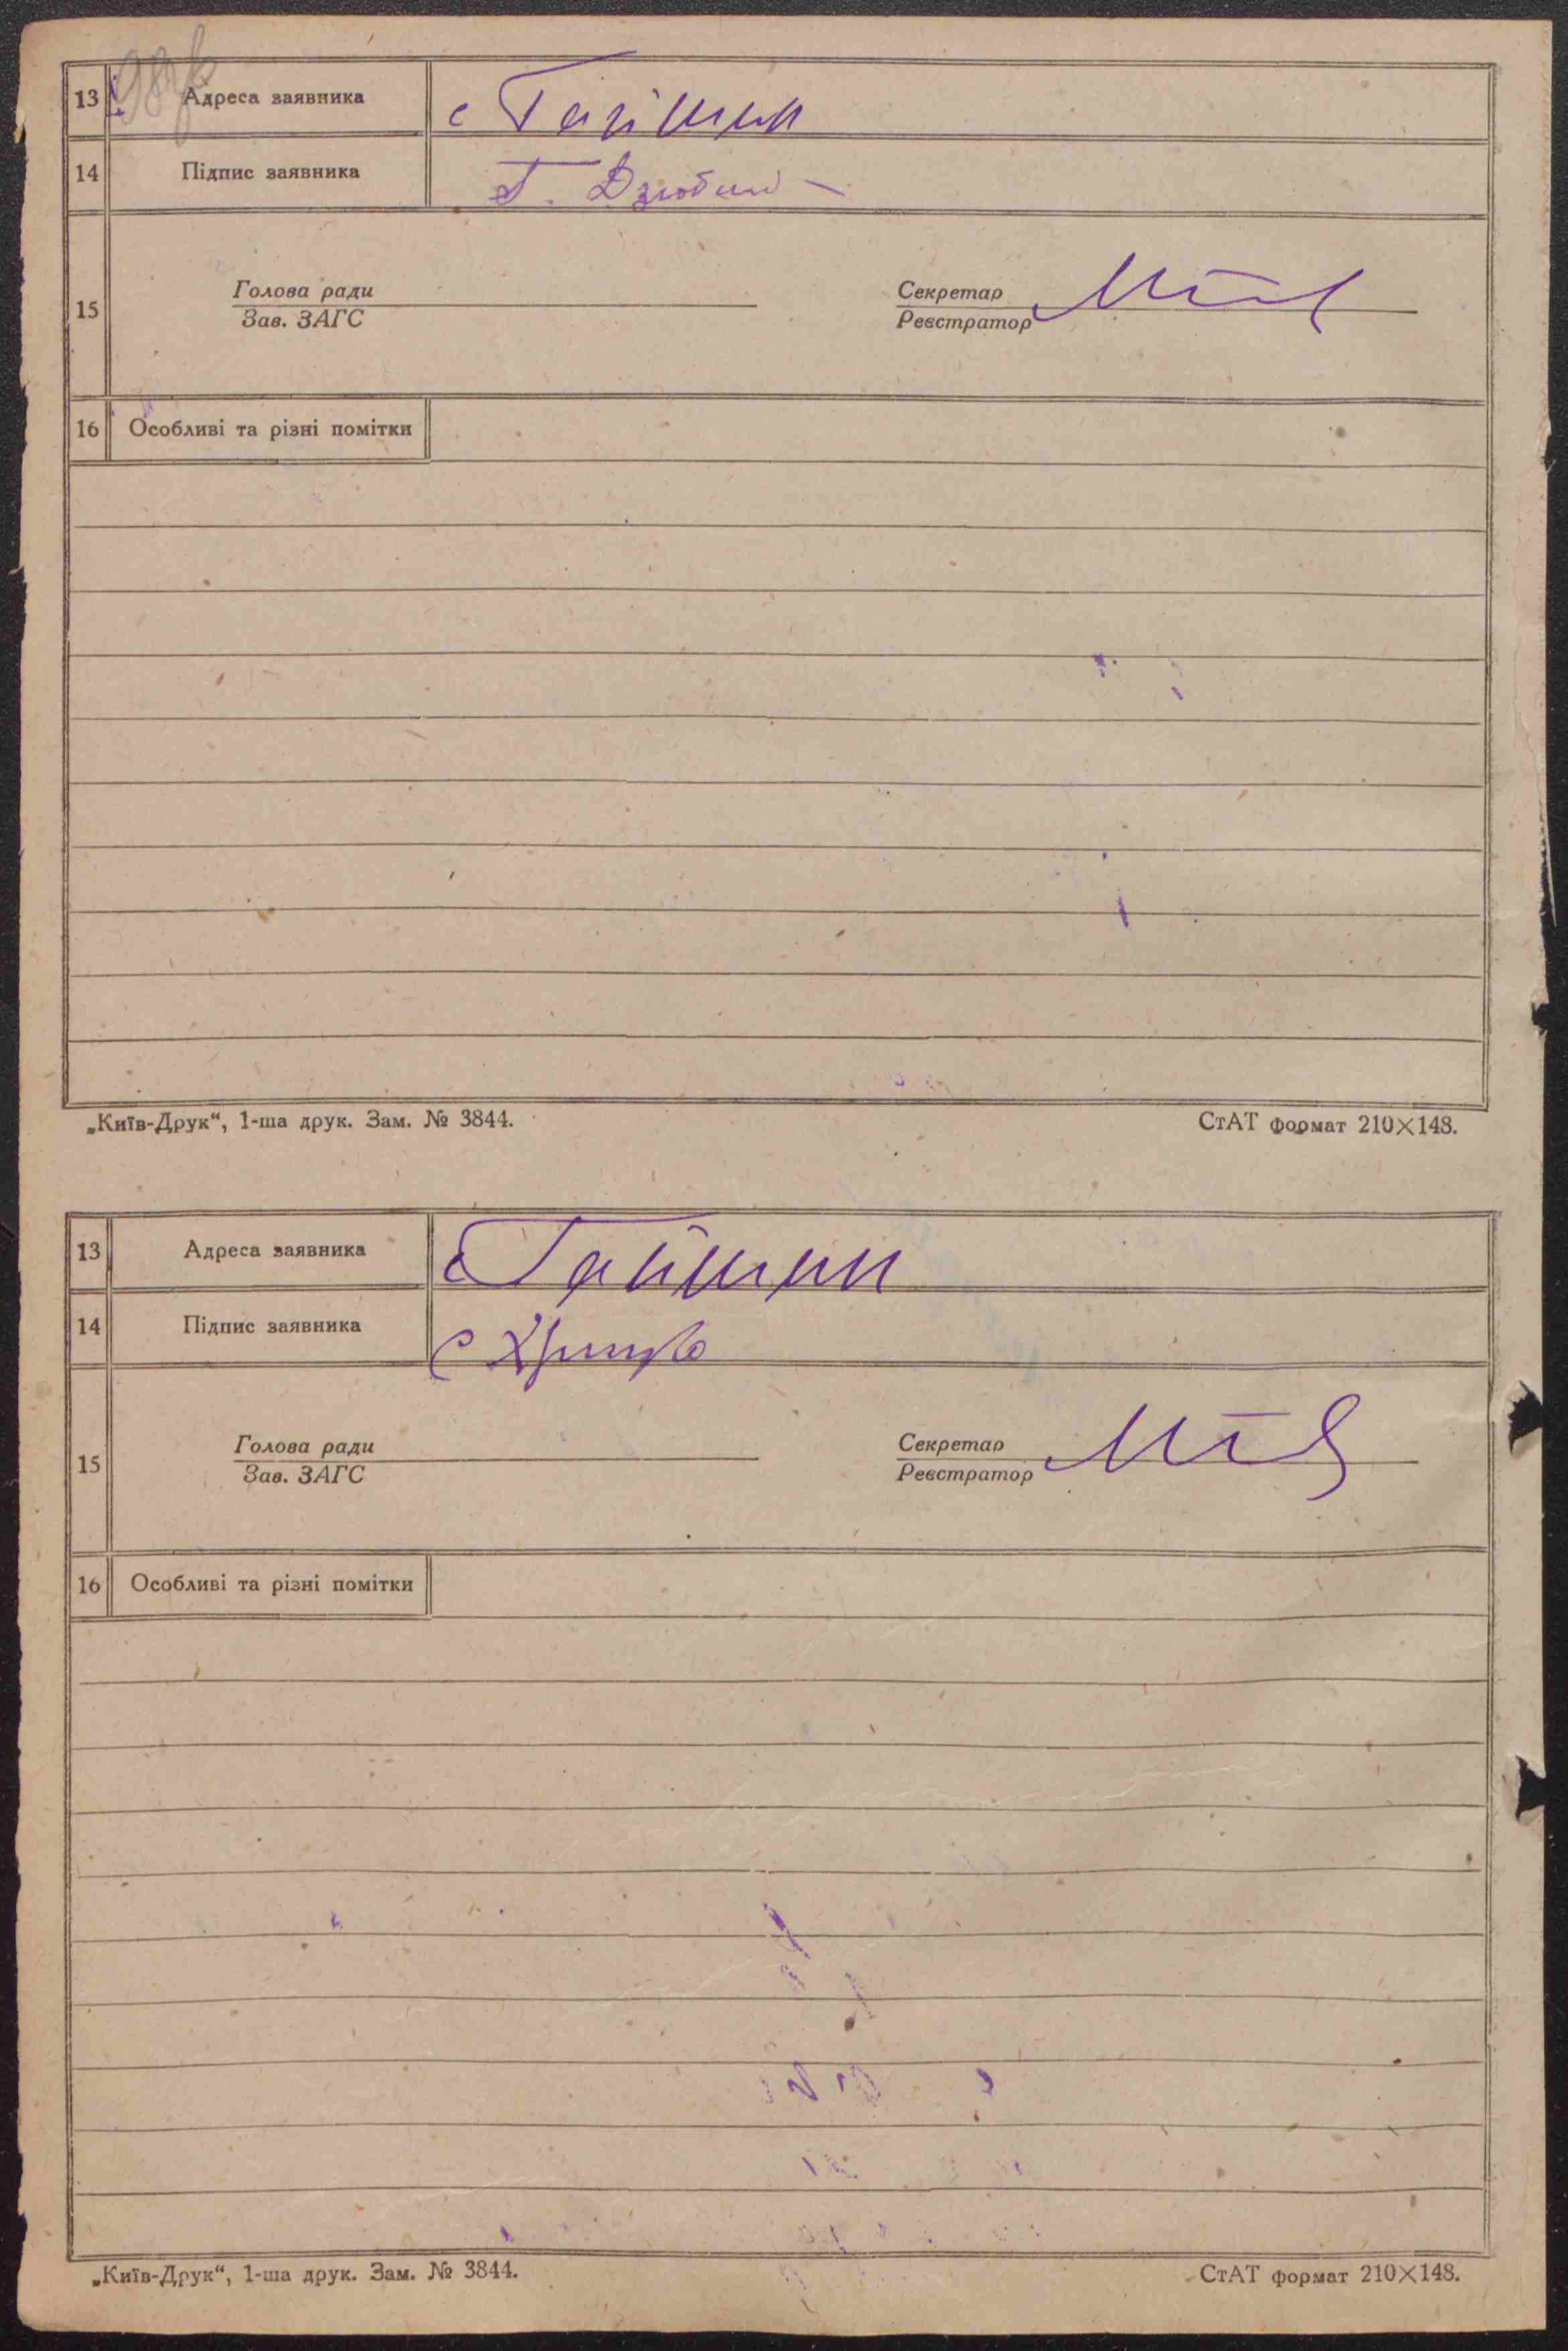 13 Адреса заявника с Гайшин
14 Підпис заявника Г. Дзюбин
Голова ради Секретар
15
Зав. ЗАГС Реєстратор
16 Особливі та різні помітки
„Київ-Друк“, 1-ша друк. Зам. № 3844. СтАТ формат 210×148.
13 Адреса заявника с Гайшин
14 Підпис заявника
Голова ради Секретар
15
Зав. ЗАГС Реєстратор
16 Особливі та різні помітки
„Київ-Друк“, 1-ша друк. Зам. № 3844. СтАТ формат 210×148.